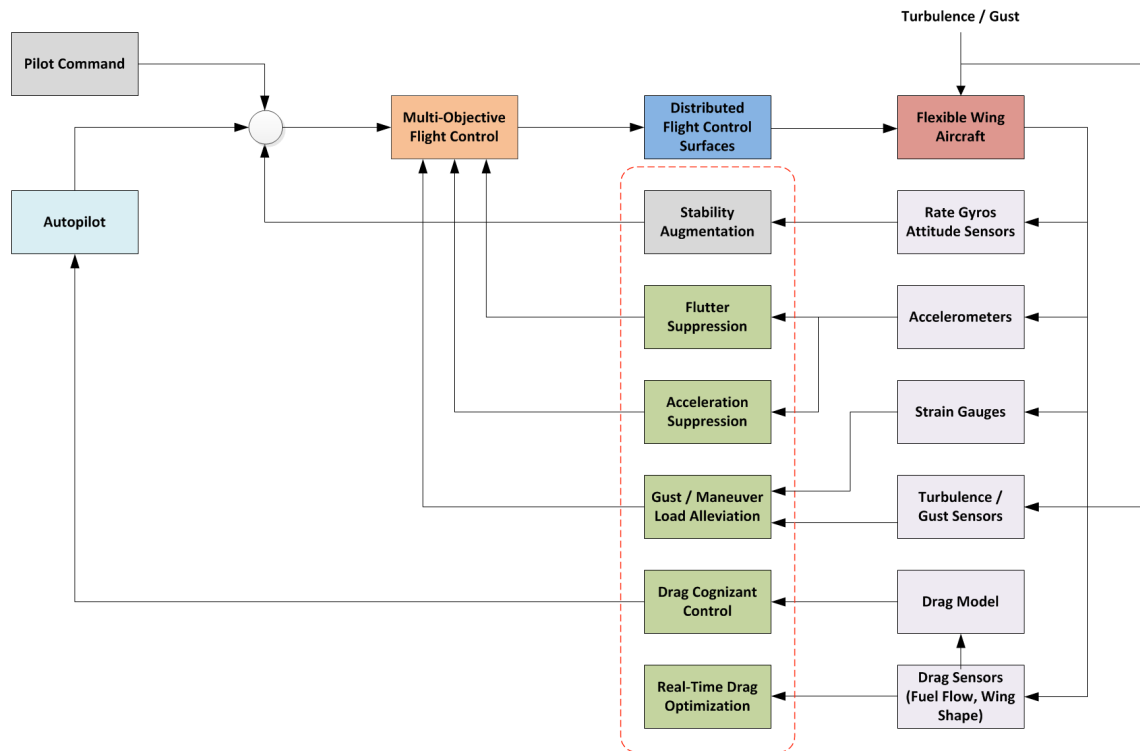 Turbulence / Gust
Pilot Command
Multi-Objective
Flight Control
Distributed
Flight Control
Surfaces
Flexible Wing
Aircraft
Autopilot
Stability
Augmentation
Rate Gyros
Attitude Sensors
Flutter
Suppression
Accelerometers
Acceleration
Suppression
Strain Gauges
Gust / Maneuver
Load Alleviation
Turbulence /
Gust Sensors
Drag Cognizant
Control
Drag Model
Real-Time Drag
Optimization
Drag Sensors
(Fuel Flow, Wing
Shape)